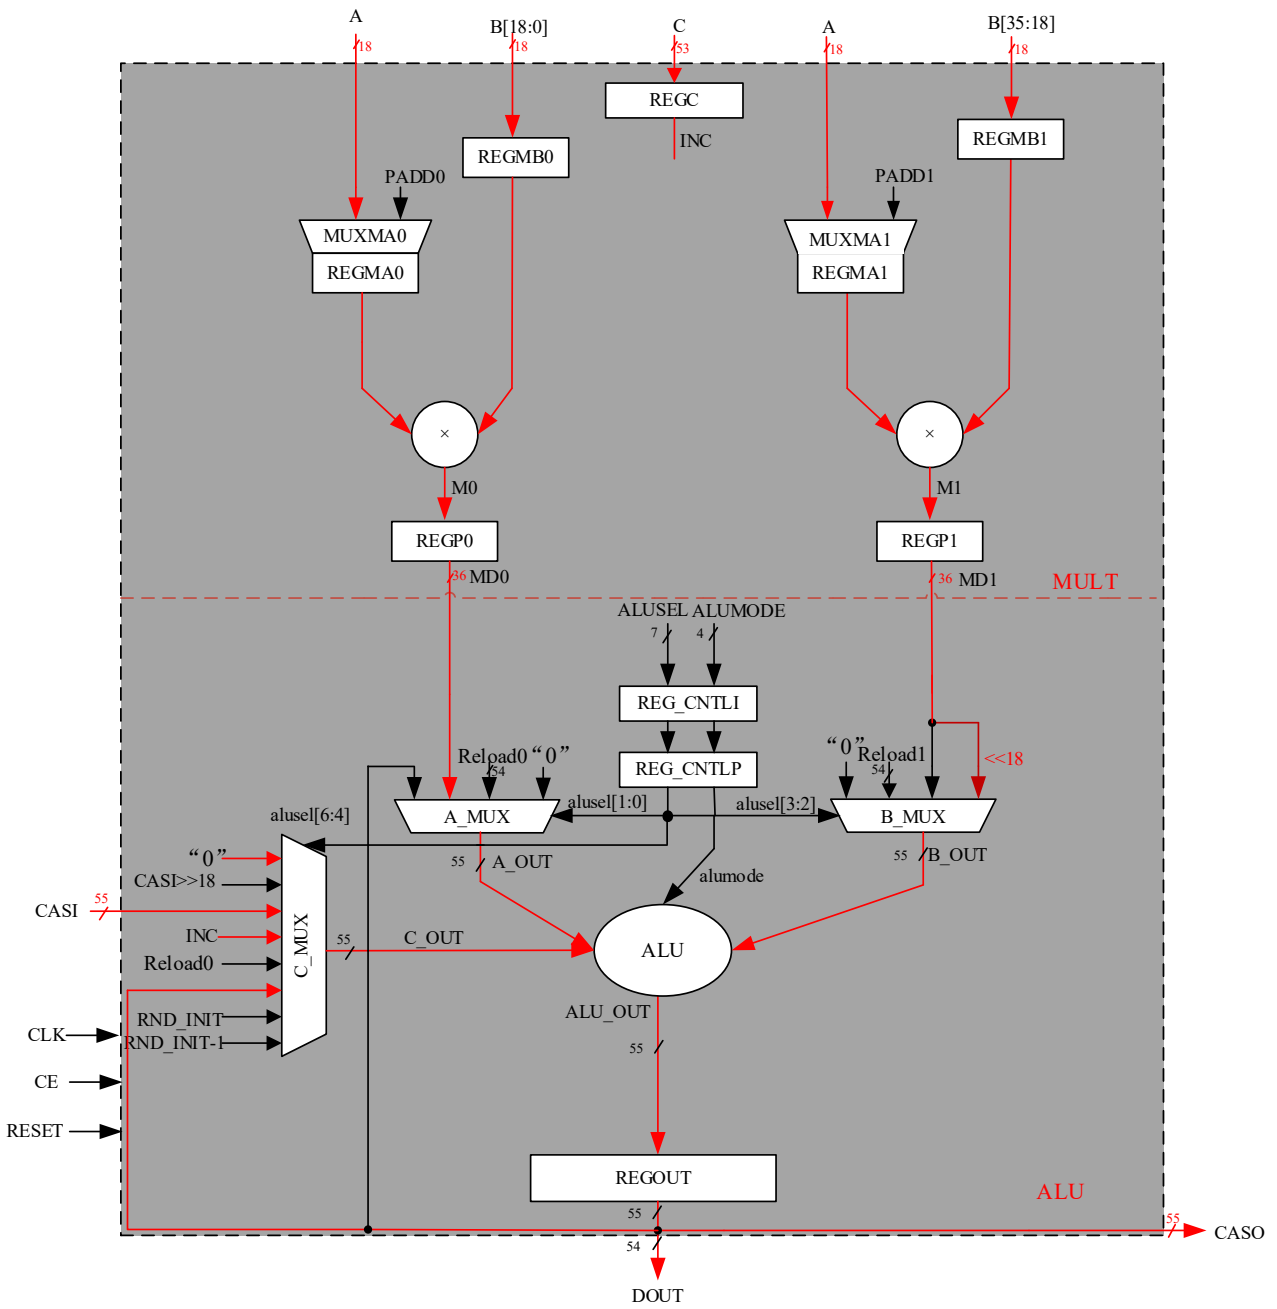 A
B[18:0]
C
A
B[35:18]
18
18
53
18
18
REGC
INC
REGMB0
REGMB1
PADD0
PADD1
MUXMA0
REGMA0
MUXMA1
REGMA1
×
×
M0
M1
REGP0
REGP1
36 MD0
36 MD1
MULT
ALUSEL ALUMODE
7
4
REG_CNTLI
REG_CNTLP
Reload0 “0”
54
“0”
Reload1
54
<<18
alusel[1:0]
alusel[3:2]
A_MUX
B_MUX
alusel[6:4]
55
A_OUT
55
B_OUT
alumode
“0”
CASI>>18
CASI
55
INC
Reload0
RND_INIT
RND_INIT-1
C_MUX
55
C_OUT
ALU
ALU_OUT
55
CLK
CE
RESET
REGOUT
55
ALU
55
CASO
54
DOUT